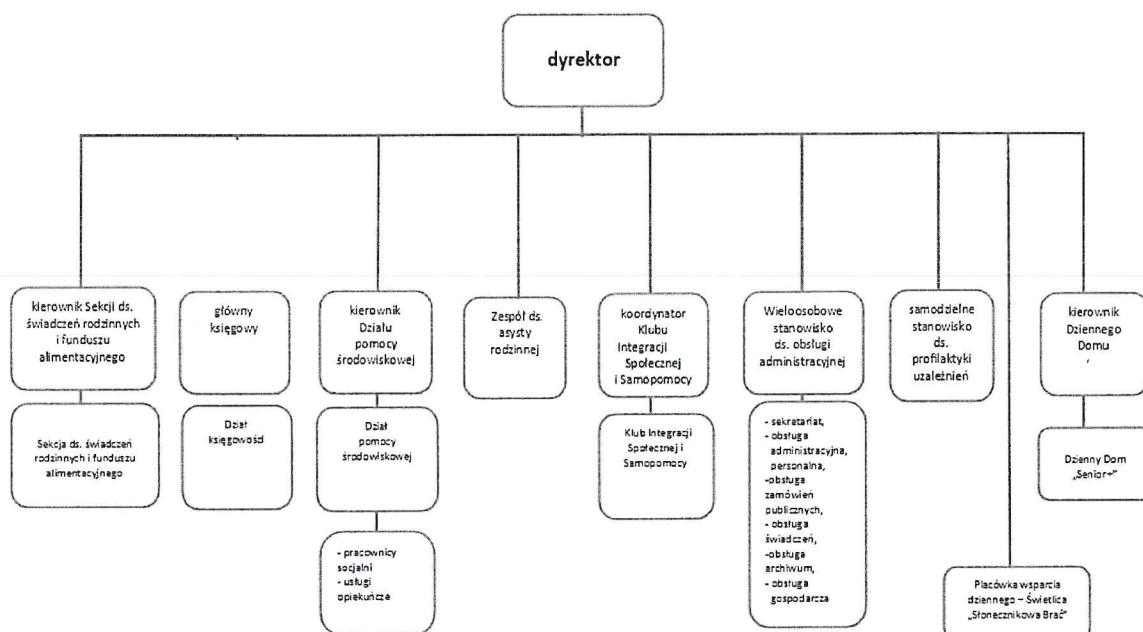 dyrektor
kierownik Sekcji ds.
świadczeń rodzinnych
i funduszu
alimentacyjnego
główny
księgowy
kierownik
Działu
pomocy
środowiskowej
Zespół ds.
asysty
rodzinnej
koordynator
Klubu
Integracji
Społecznej
i Samopomocy
Wieloosobowe
stanowisko
ds. obsługi
administracyjnej
samodzielne
stanowisko
ds.
profilaktyki
uzależnień
kierownik
Dziennego
Domu
Sekcja ds. świadczeń
rodzinnych i funduszu
alimentacyjnego
Dział
księgowości
Dział
pomocy
środowiskowej
Klub Integracji
Społecznej i
Samopomocy
- sekretariat,
- obsługa
administracyjna,
personalna,
-obsługa
zamówień
publicznych,
- obsługa
świadczeń,
-obsługa
archiwum,
- obsługa
gospodarcza
Dzienny Dom
„Senior+”
- pracownicy
socjalni
- usługi
opiekuńcze
Placówka wsparcia
dziennego – Świetlica
„Słonecznikowa Brać”